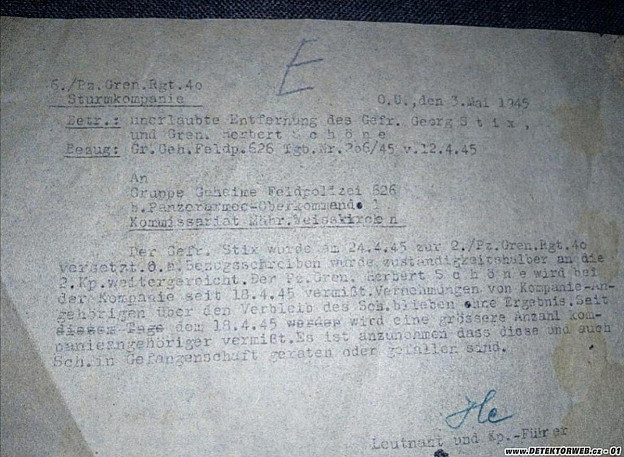 E
6./Pz.Gren.Rgt.4o
Sturmkompanie
O.U.,den 3.Mai 1945
Betr.: unerlaubte Entfernung des Gefr. Georg S t i x ,
und Gren. Herbert S c h ö n e
Bezug: Gr.Geh.Feldp.626 Tgb.Nr.206/45 v.12.4.45
An
Gruppe Geheime Feldpolizei 626
b.Panzerarmee-Oberkommando 1
Kommissariat Mähr.Weisskirchen
Der Gefr. Stix wurde am 24.4.45 zur 2./Pz.Gren.Rgt.4o
versetzt.O.a.Bezugsschreiben wurde zuständigkeitshalber an die
2.Kp.weitergereicht.Der Pz.Gren. Herbert S c h ö n e wird bei
der Kompanie seit 18.4.45 vermißt.Vernehmungen von Kompanie-An-
gehörigen über den Verbleib des Sch.blieben ohne Ergebnis.Seit
diesem Tage dem 18.4.45 werden wird eine grössere Anzahl Kom-
panieangehöriger vermißt.Es ist anzunehmen dass diese und auch
Sch.in Gefangenschaft geraten oder gefallen sind.
Leutnant und Kp.-Führer
www.DETEKTORWEB.cz - 01